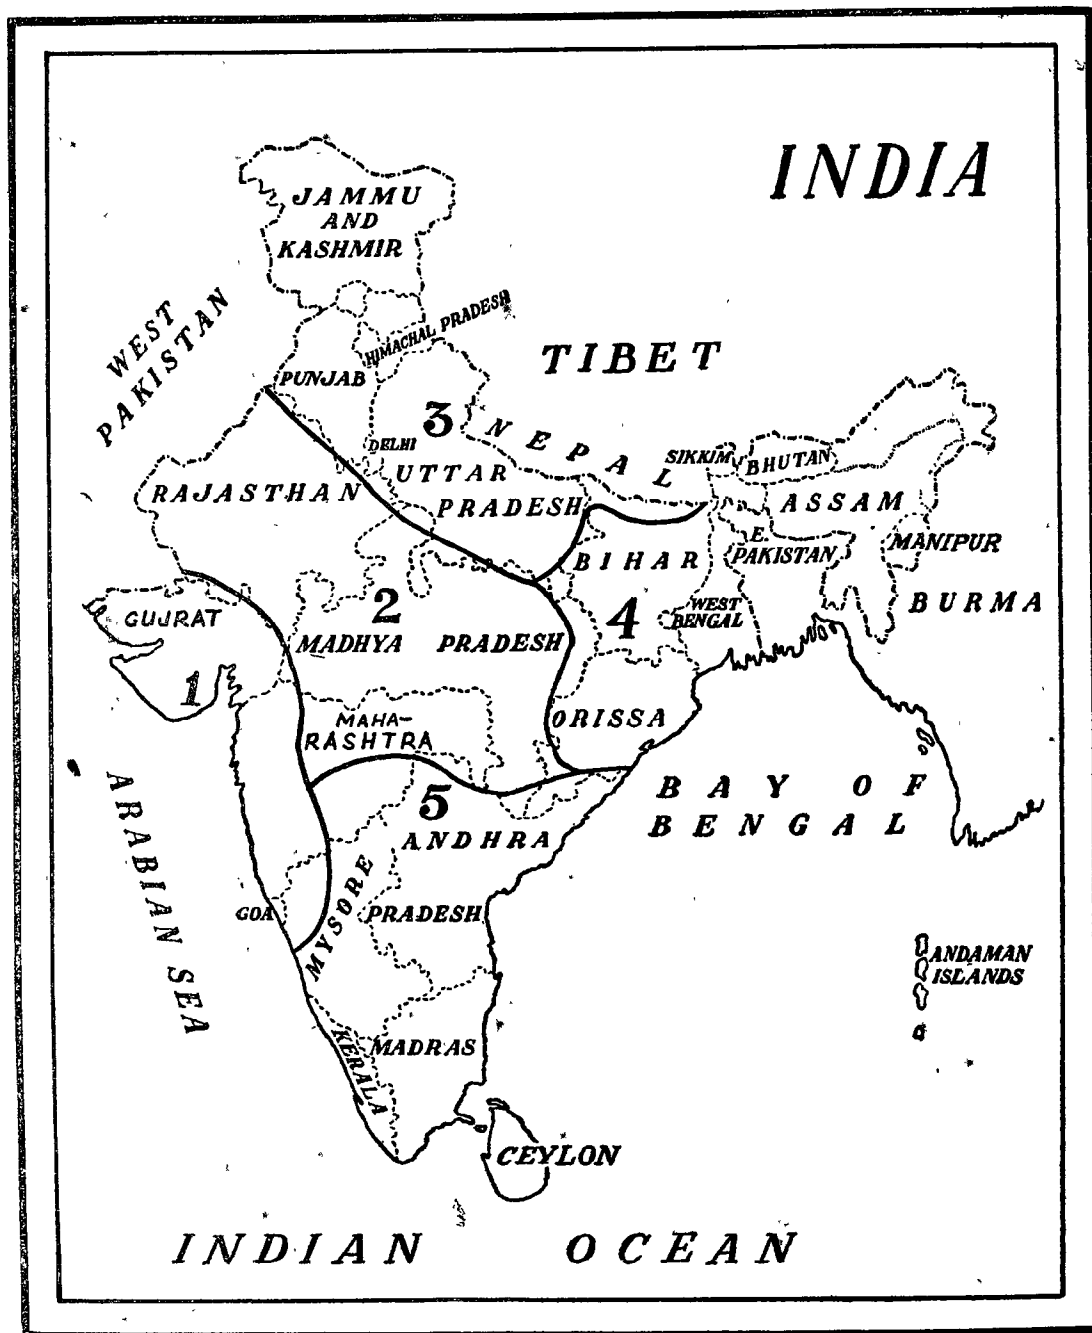 INDIA
JAMMU
AND
KASHMIR
WEST
PAKISTAN
HIMACHAL PRADESH
PUNJAB
TIBET
3
NEPAL
DELHI
SIKKIM
BHUTAN
UTTAR
PRADESH
RAJASTHAN
ASSAM
E.
PAKISTAN
MANIPUR
BIHAR
BURMA
GUJRAT
2
4
WEST
BENGAL
MADHYA PRADESH
1
MAHA-
RASHTRA
ORISSA
5
BAY OF
BENGAL
ARABIAN SEA
ANDHRA
PRADESH
MYSORE
GOA
ANDAMAN
ISLANDS
KERALA
MADRAS
CEYLON
INDIAN OCEAN